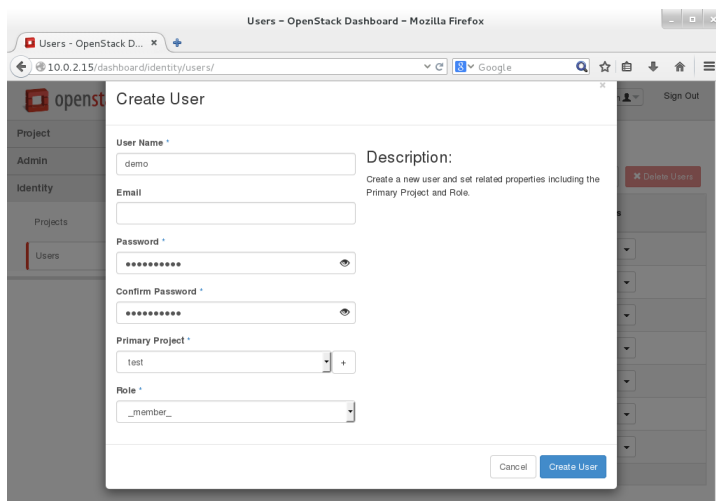 Users - OpenStack Dashboard - Mozilla Firefox
Users - OpenStack D...
10.0.2.15/dashboard/identity/users/
Google
openst
Sign Out
Create User
Project
Admin
Identity
Projects
Users
User Name *
demo
Email
Password *
Confirm Password *
Primary Project *
test
+
Role *
_member_
Description:
Create a new user and set related properties including the
Primary Project and Role.
Delete Users
s
Cancel
Create User